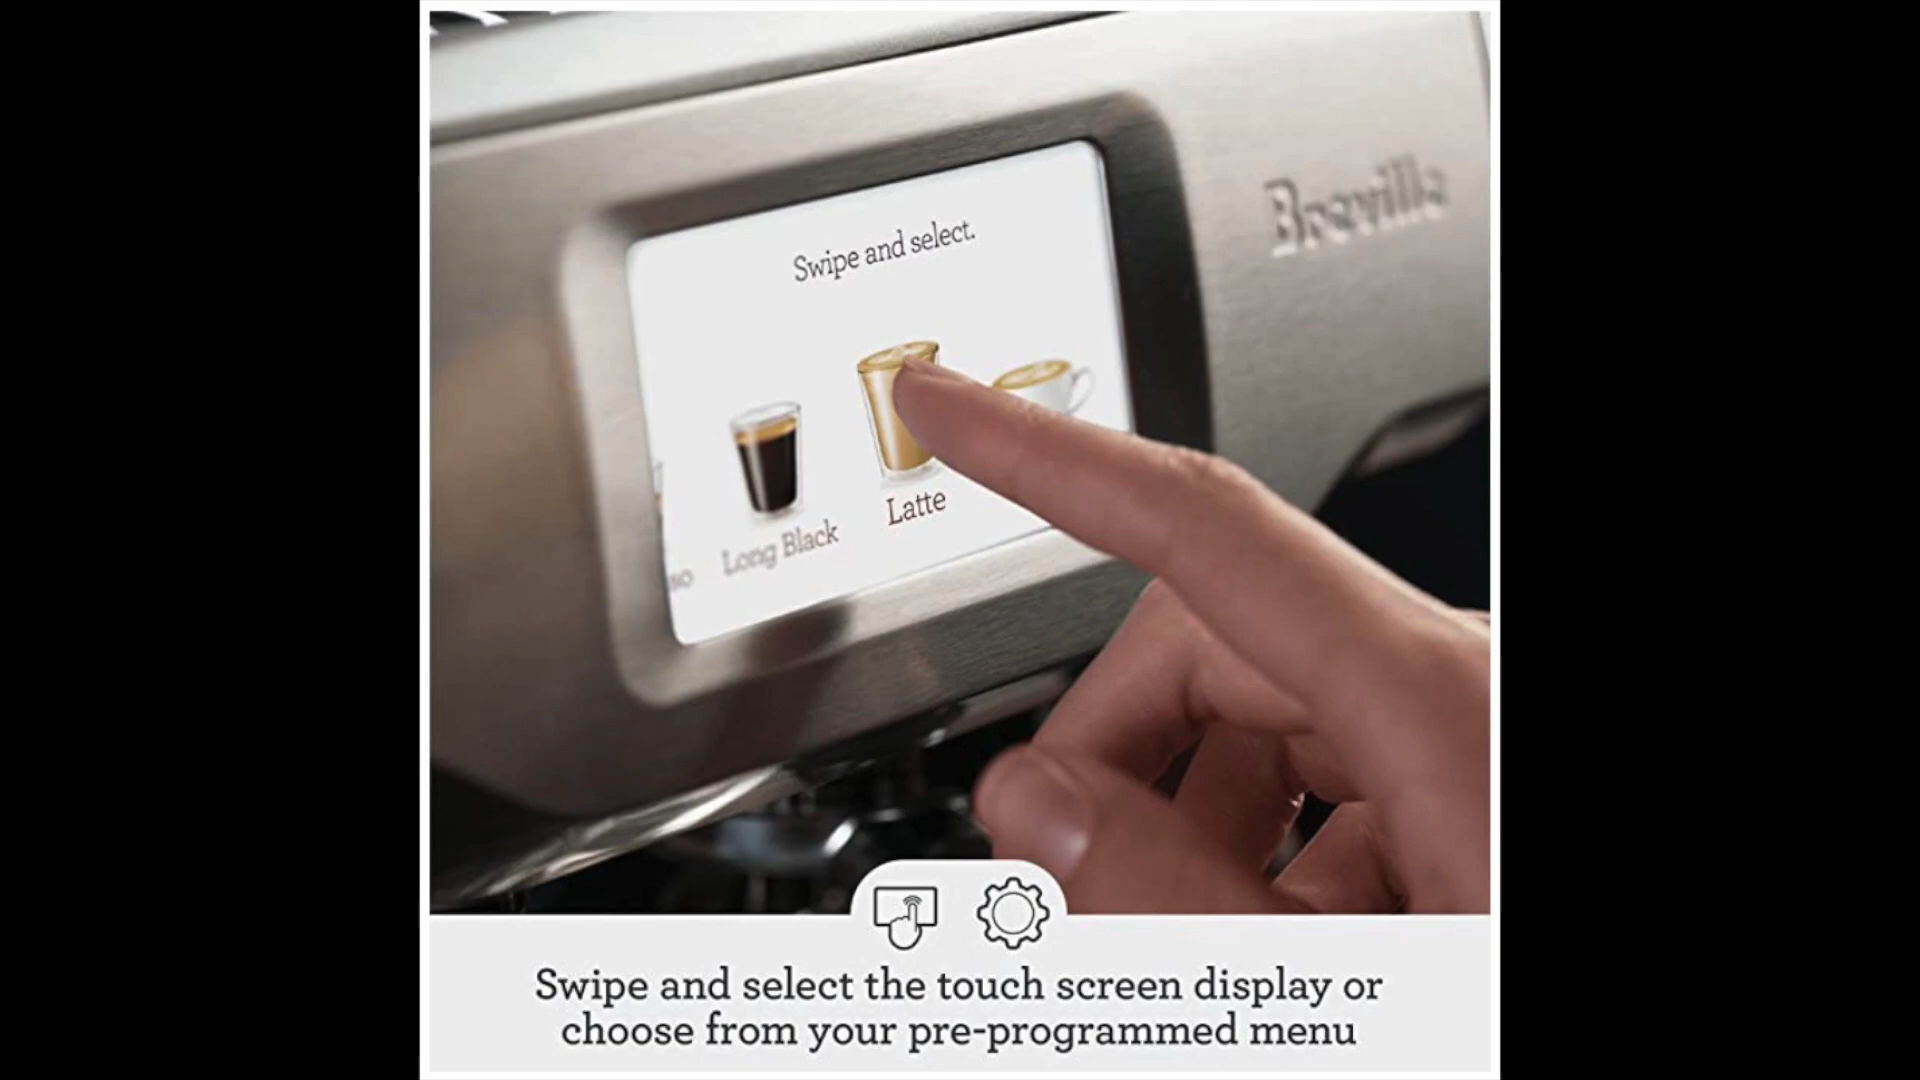 Breville
Swipe and select.
so
Long Black
Latte
Swipe and select the touch screen display or
choose from your pre-programmed menu